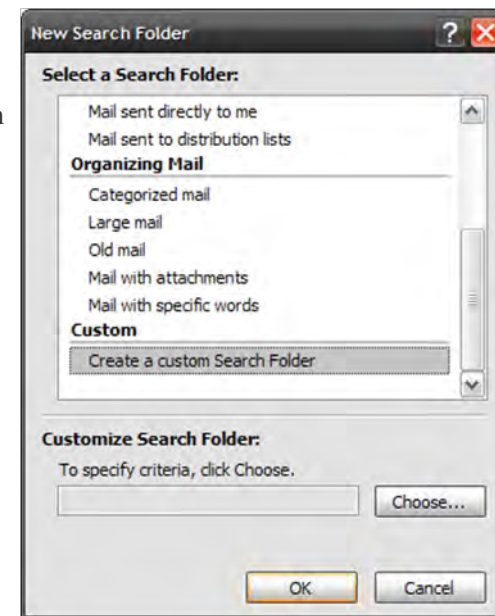 New Search Folder
Select a Search Folder:
Mail sent directly to me
Mail sent to distribution lists
Organizing Mail
Categorized mail
Large mail
Old mail
Mail with attachments
Mail with specific words
Custom
Create a custom Search Folder
Customize Search Folder:
To specify criteria, click Choose.
Choose...
OK
Cancel